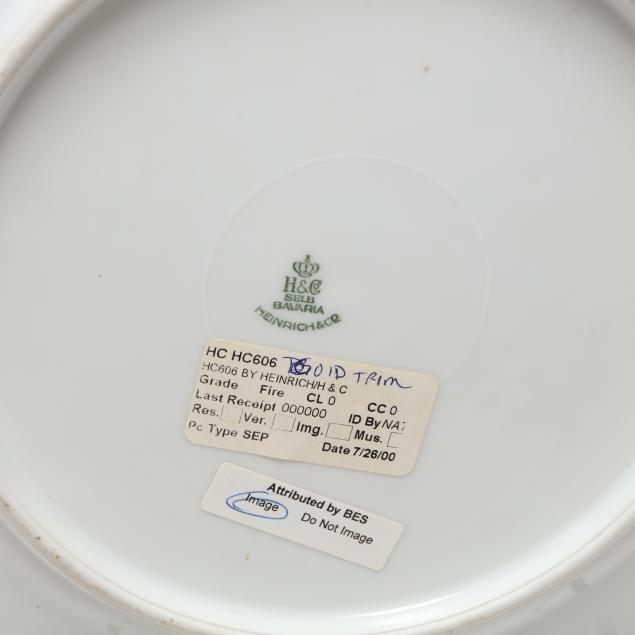 H&Co
SELB
BAVARIA
HEINRICH&CO
HC HC606 GOlD TRIM
HC606 BY HEINRICH/H & C
Grade Fire CL 0 CC 0
Last Receipt 000000 ID By NAT
Res. Ver. Img. Mus.
Pc Type SEP Date 7/26/00
Attributed by BES
Image Do Not Image